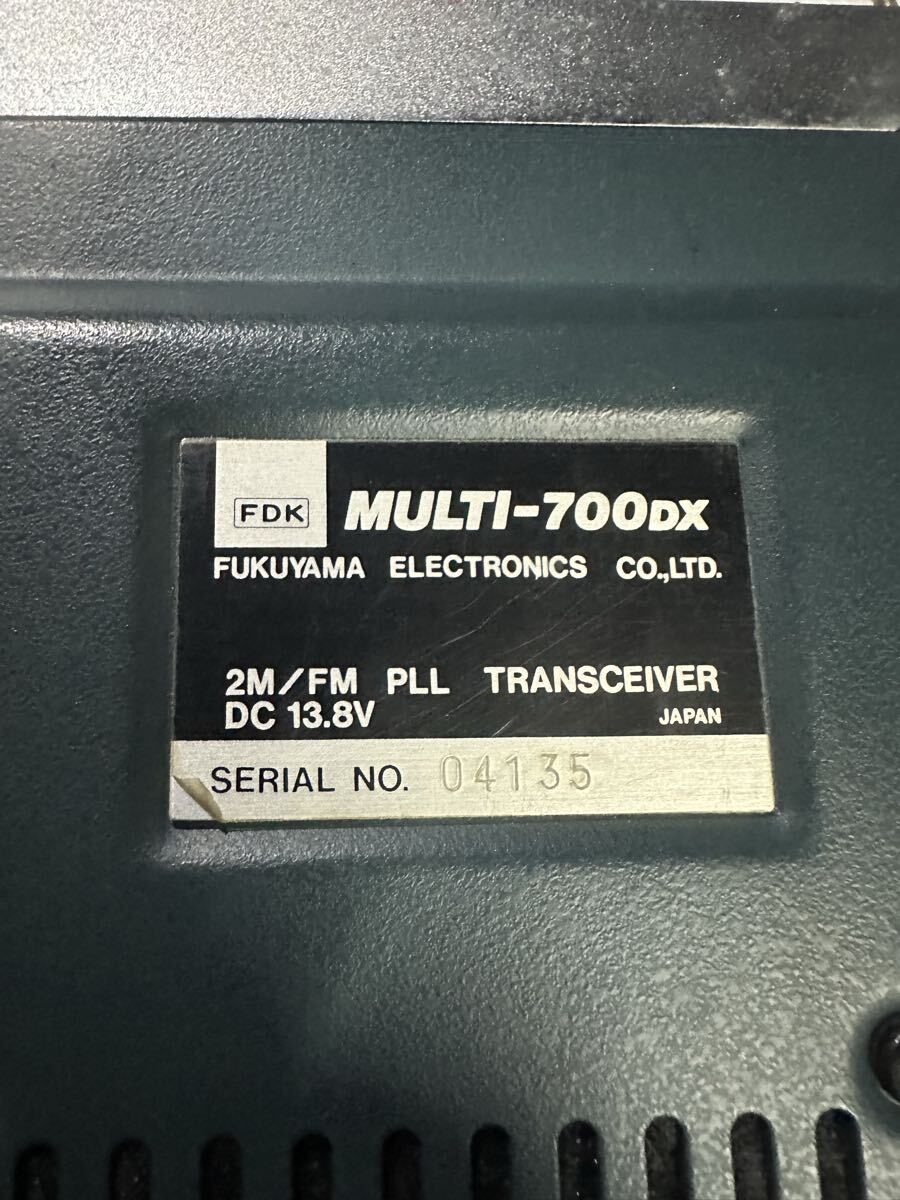 FDK MULTI-700DX
FUKUYAMA ELECTRONICS CO.,LTD.
2M/FM PLL TRANSCEIVER
DC 13.8V JAPAN
SERIAL NO. 04135